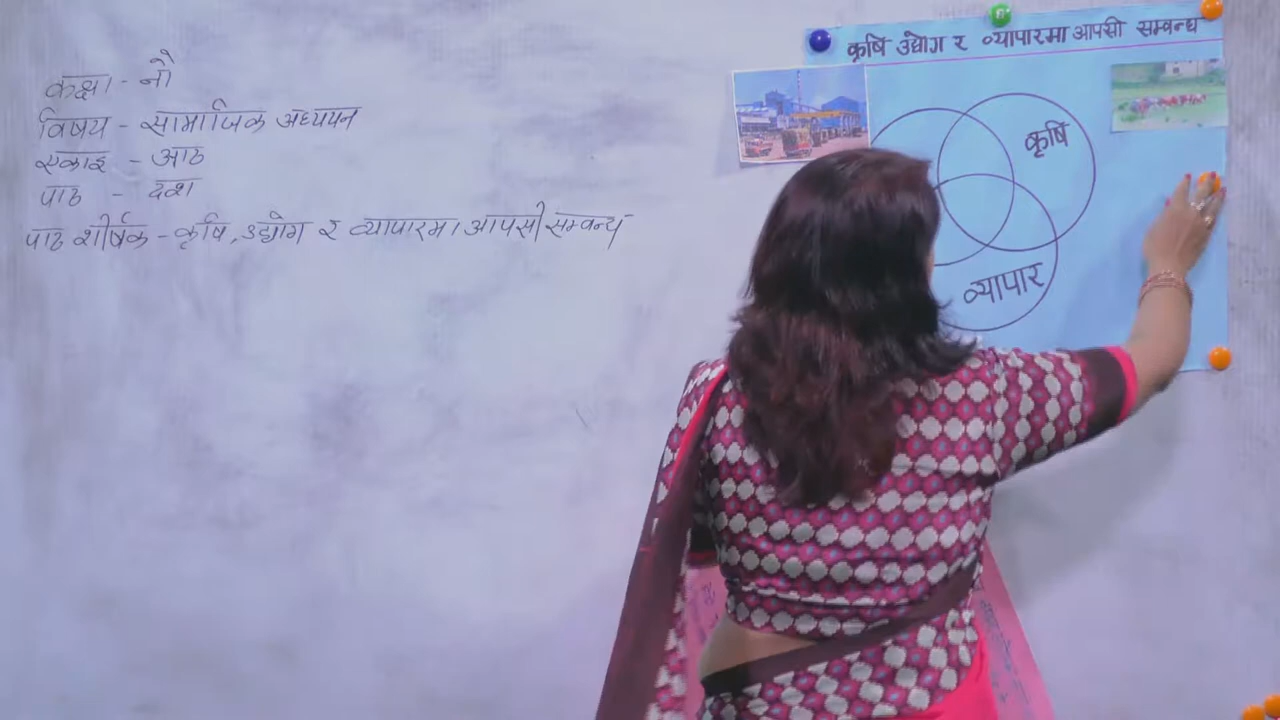 कक्षा - नौ
विषय - सामाजिक अध्ययन
एकाइ - आठ
पाठ - दश
पाठ शीर्षक - कृषि, उद्योग र व्यापारमा आपसी सम्बन्ध
कृषि उद्योग र व्यापारमा आपसी सम्बन्ध
कृषि
व्यापार